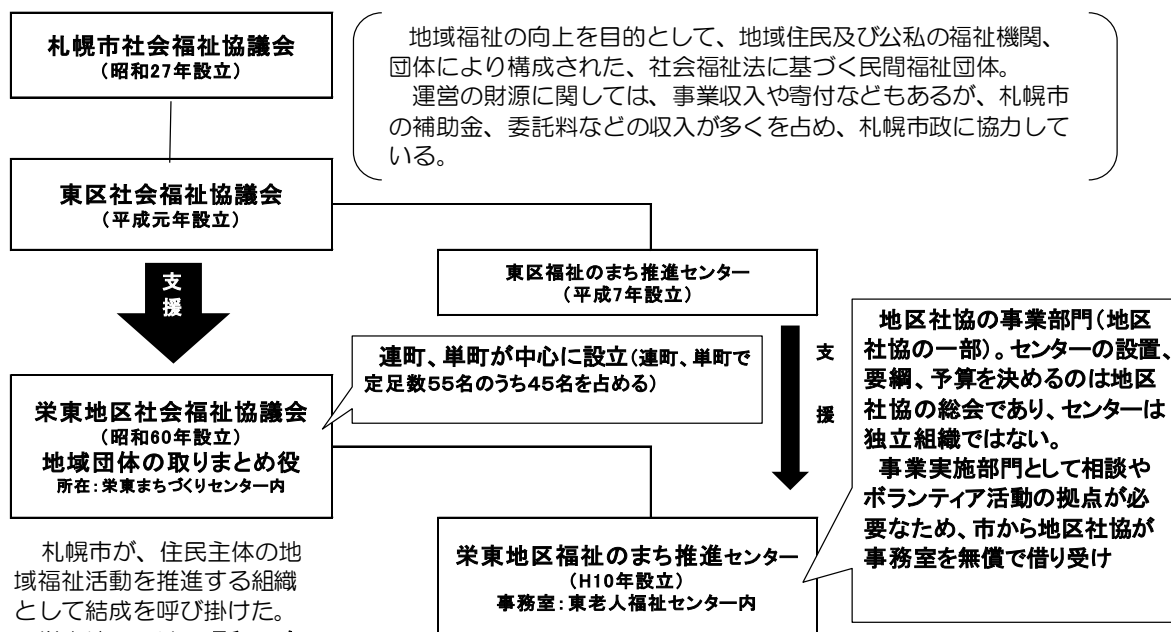 札幌市社会福祉協議会
（昭和27年設立）
地域福祉の向上を目的として、地域住民及び公私の福祉機関、
団体により構成された、社会福祉法に基づく民間福祉団体。
運営の財源に関しては、事業収入や寄付などもあるが、札幌市
の補助金、委託料などの収入が多くを占め、札幌市政に協力して
いる。
東区社会福祉協議会
（平成元年設立）
支援
東区福祉のまち推進センター
（平成7年設立）
支援
連町、単町が中心に設立（連町、単町で
定足数55名のうち45名を占める）
地区社協の事業部門（地区
社協の一部）。センターの設置、
要綱、予算を決めるのは地区
社協の総会であり、センターは
独立組織ではない。
事業実施部門として相談や
ボランティア活動の拠点が必
要なため、市から地区社協が
事務室を無償で借り受け
栄東地区社会福祉協議会
（昭和60年設立）
地域団体の取りまとめ役
所在：栄東まちづくりセンター内
栄東地区福祉のまち推進センター
（H10年設立）
事務室：東老人福祉センター内
札幌市が、住民主体の地
域福祉活動を推進する組織
として結成を呼び掛けた。